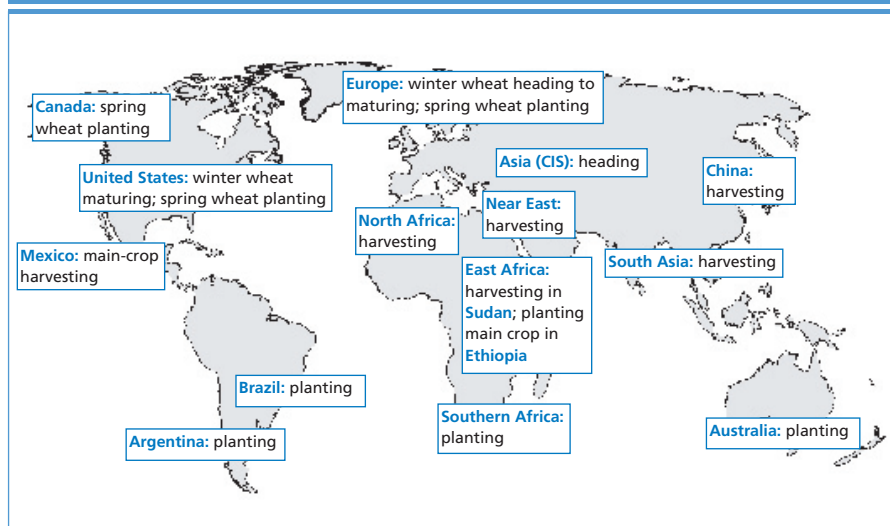 Europe: winter wheat heading to
maturing; spring wheat planting
Canada: spring
wheat planting
Asia (CIS): heading
China:
harvesting
United States: winter wheat
maturing; spring wheat planting
Near East:
harvesting
North Africa:
harvesting
Mexico: main-crop
harvesting
South Asia: harvesting
East Africa:
harvesting in
Sudan; planting
main crop in
Ethiopia
Brazil: planting
Southern Africa:
planting
Australia: planting
Argentina: planting